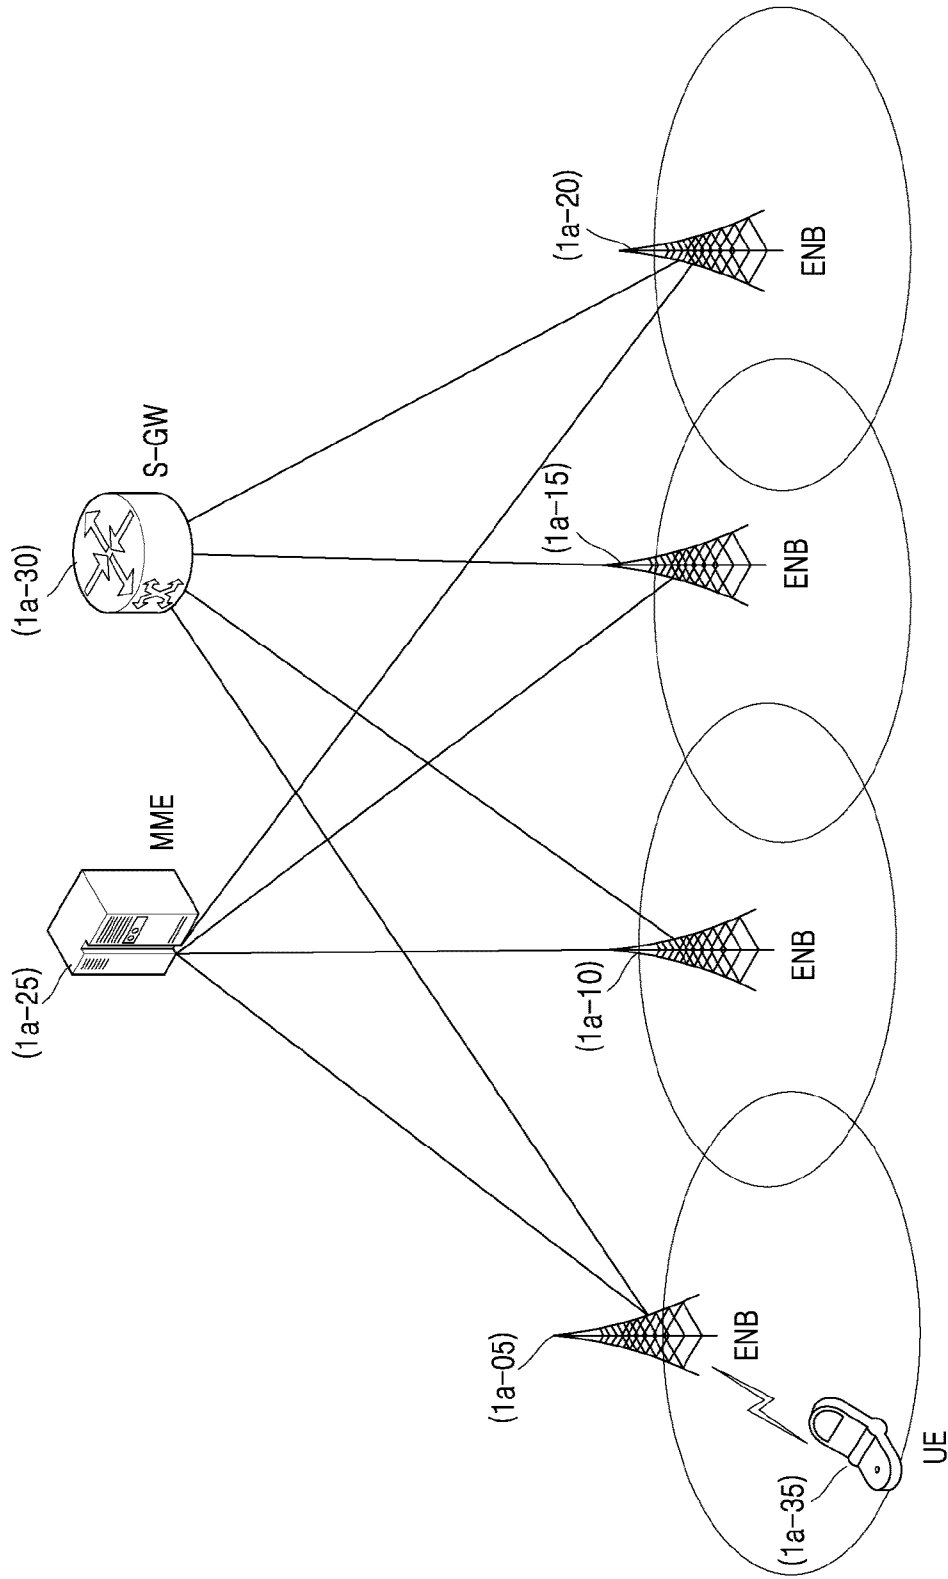 (1a-25)
MME
(1a-30)
S-GW
(1a-05)
ENB
(1a-10)
ENB
(1a-15)
ENB
(1a-20)
ENB
(1a-35)
UE